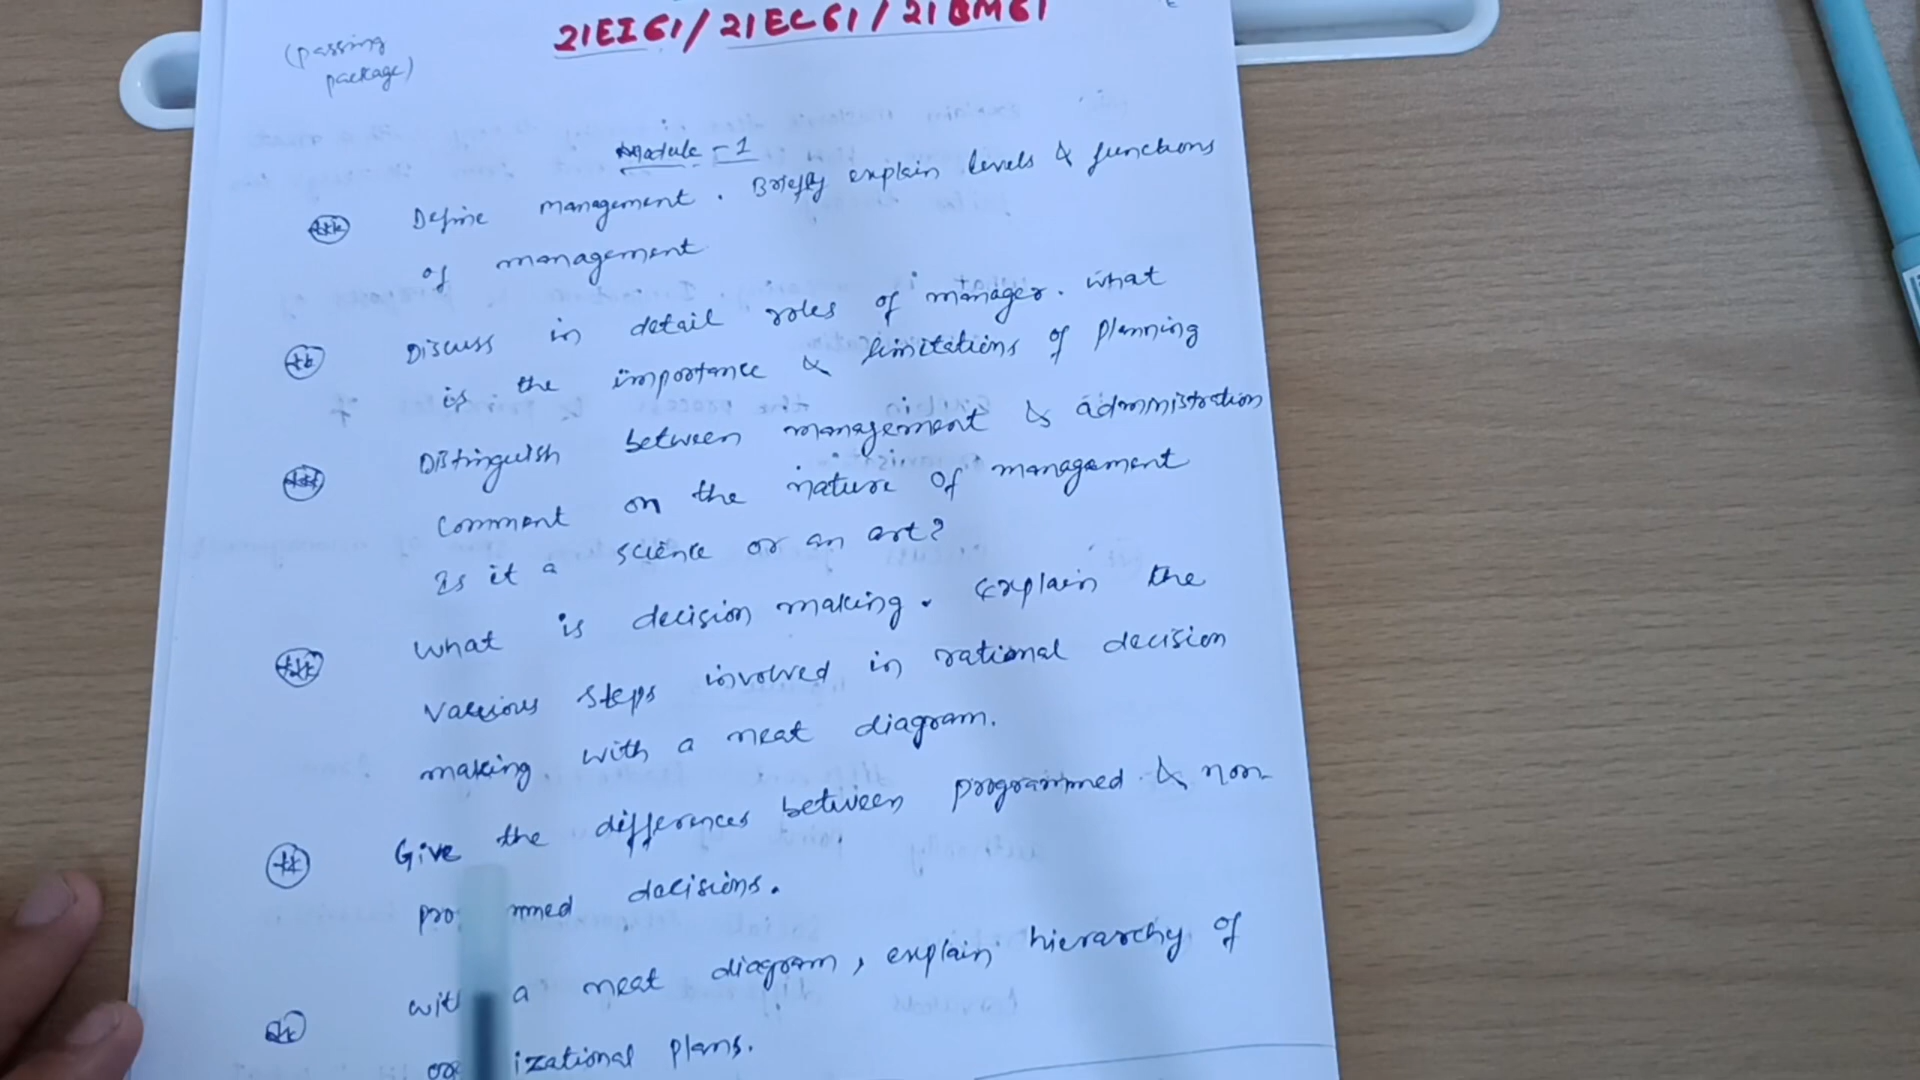 21EI61/21EC61/21BM61
(passing
package)
Module - 1
Define management. Briefly explain levels & functions
of management
Discuss in detail roles of manager. What
is the importance & limitations of planning
Distinguish between management & administration
comment on the nature of management
Is it a science or an art?
What is decision making. Explain the
various steps involved in rational decision
making with a neat diagram.
Give the differences between programmed & non-
pro mmed decisions.
wit a neat diagram, explain hierarchy of
izational plans.